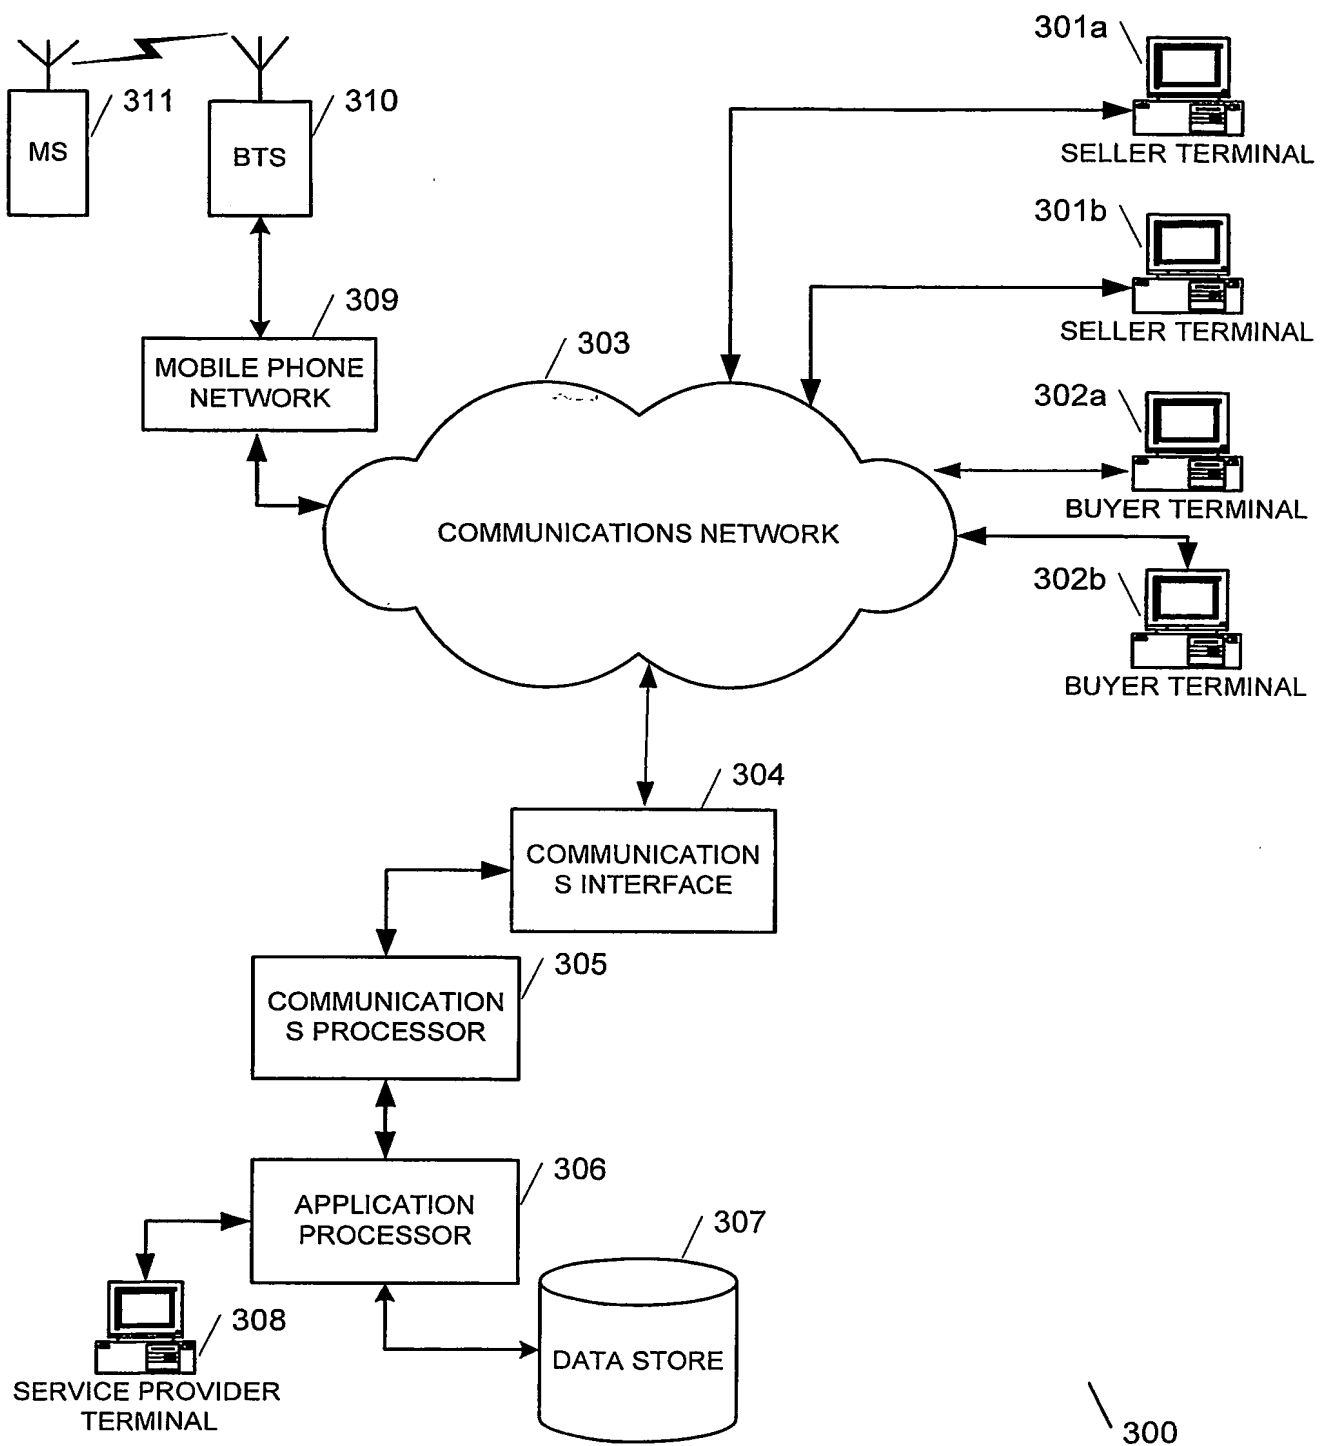 301a
311
310
MS
BTS
SELLER TERMINAL
301b
309
SELLER TERMINAL
303
MOBILE PHONE
NETWORK
302a
BUYER TERMINAL
COMMUNICATIONS NETWORK
302b
BUYER TERMINAL
304
COMMUNICATION
S INTERFACE
305
COMMUNICATION
S PROCESSOR
306
APPLICATION
PROCESSOR
307
308
DATA STORE
SERVICE PROVIDER
TERMINAL
300